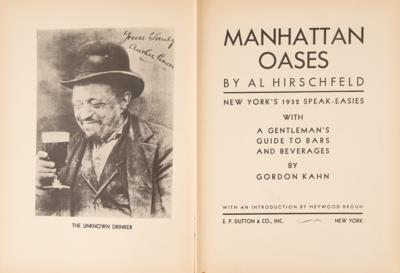 Yours Truly
THE UNKNOWN DRINKER
MANHATTAN
OASES
BY AL HIRSCHFELD
NEW YORK'S 1932 SPEAK-EASIES
WITH
A GENTLEMAN'S
GUIDE TO BARS
AND BEVERAGES
BY
GORDON KAHN
WITH AN INTRODUCTION BY HEYWOOD BROUN
E. P. DUTTON & CO., INC. NEW YORK